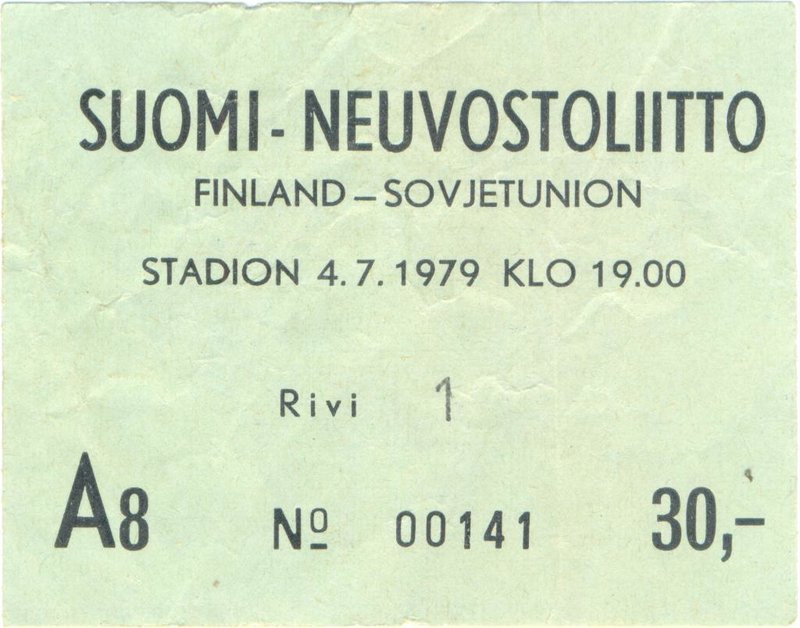 SUOMI - NEUVOSTOLIITTO
FINLAND – SOVJETUNION
STADION 4.7.1979 KLO 19.00
Rivi 1
A8 Nº 00141 30,–